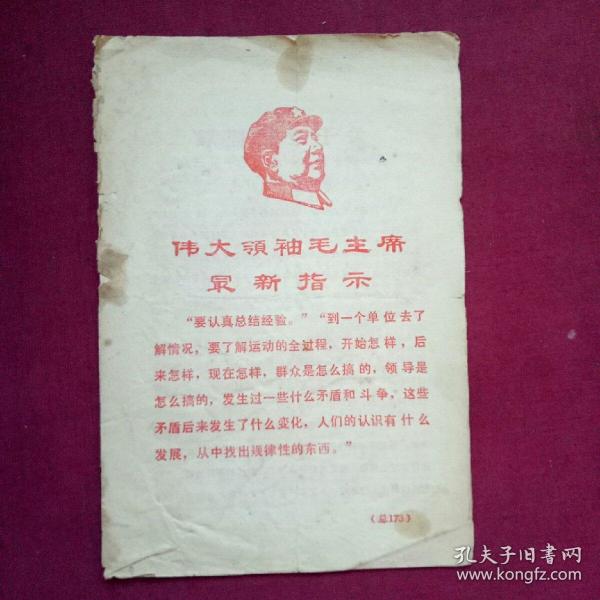 伟大领袖毛主席
最新指示
“要认真总结经验。”“到一个单位去了
解情况，要了解运动的全过程，开始怎样，后
来怎样，现在怎样，群众是怎么搞的，领导是
怎么搞的，发生过一些什么矛盾和斗争，这些
矛盾后来发生了什么变化，人们的认识有什么
发展，从中找出规律性的东西。”
（总173）
孔夫子旧书网
www.kongfz.com